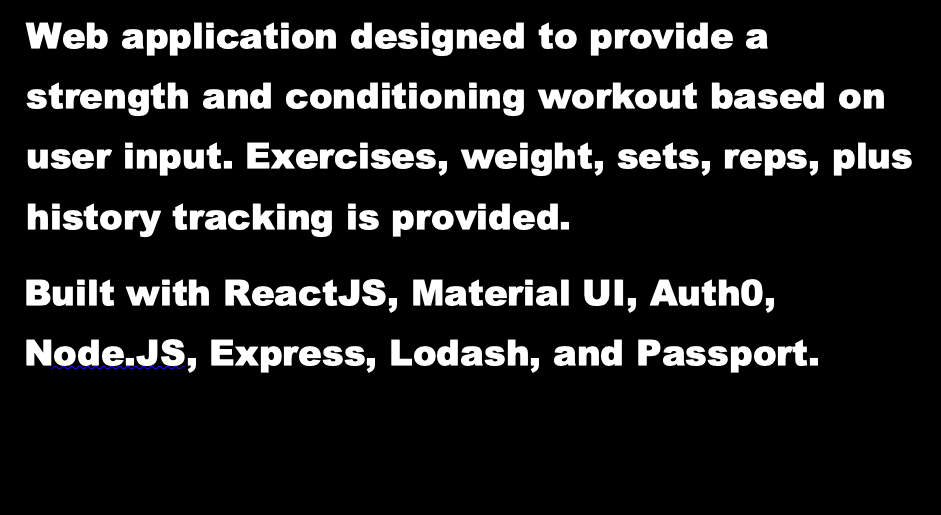 Web application designed to provide a
strength and conditioning workout based on
user input. Exercises, weight, sets, reps, plus
history tracking is provided.
Built with ReactJS, Material UI, Auth0,
Node.JS, Express, Lodash, and Passport.